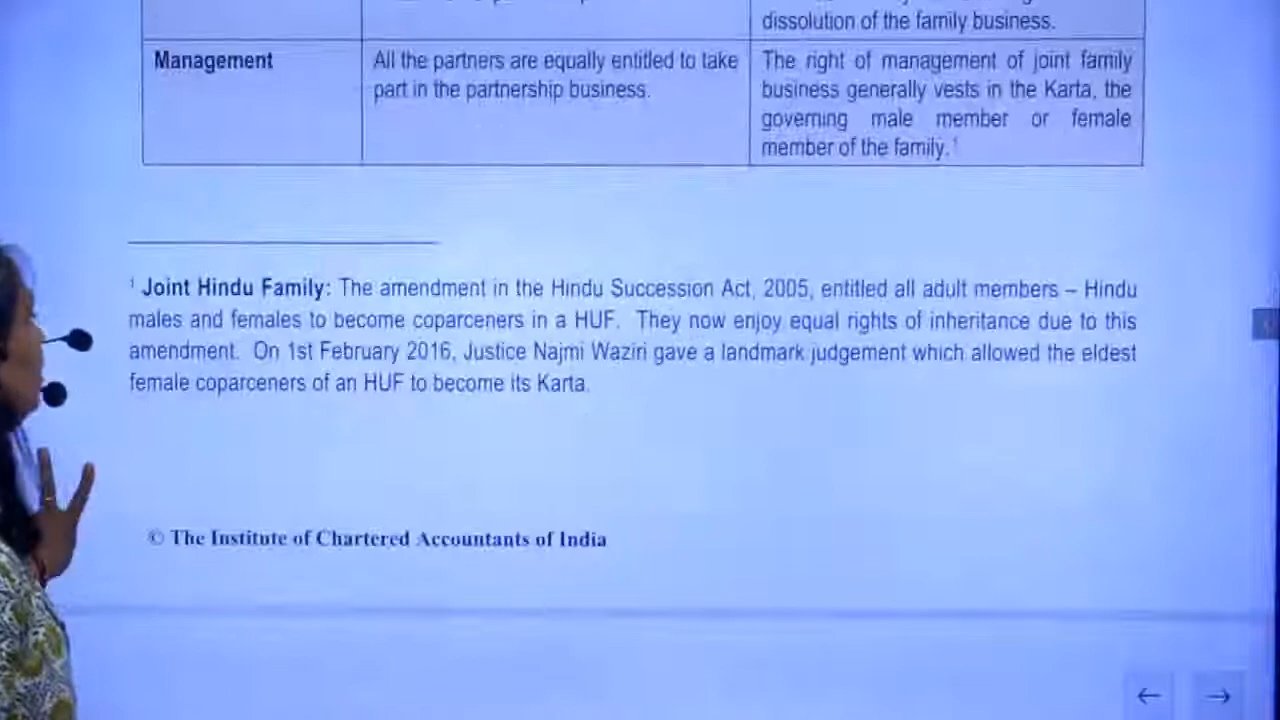 dissolution of the family business.
Management
All the partners are equally entitled to take
part in the partnership business.
The right of management of joint family
business generally vests in the Karta, the
governing male member or female
member of the family.¹
¹ Joint Hindu Family: The amendment in the Hindu Succession Act, 2005, entitled all adult members – Hindu
males and females to become coparceners in a HUF. They now enjoy equal rights of inheritance due to this
amendment. On 1st February 2016, Justice Najmi Waziri gave a landmark judgement which allowed the eldest
female coparceners of an HUF to become its Karta.
© The Institute of Chartered Accountants of India